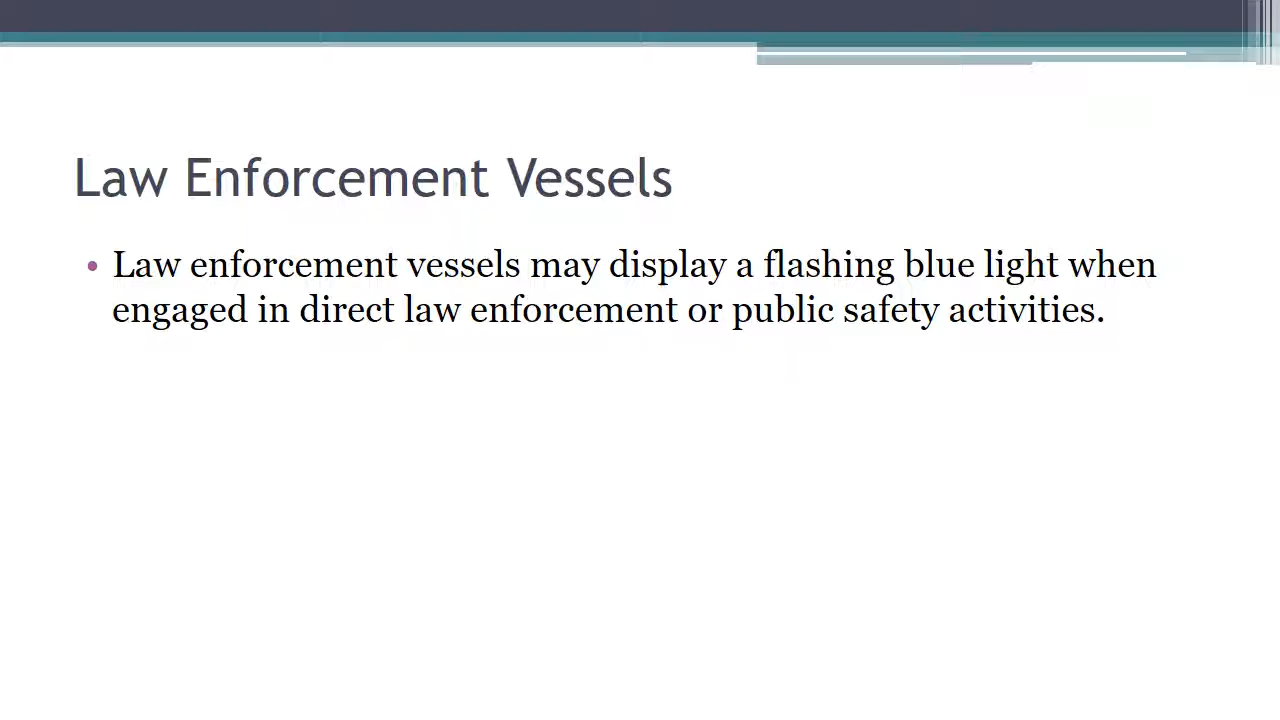 Law Enforcement Vessels
• Law enforcement vessels may display a flashing blue light when
engaged in direct law enforcement or public safety activities.